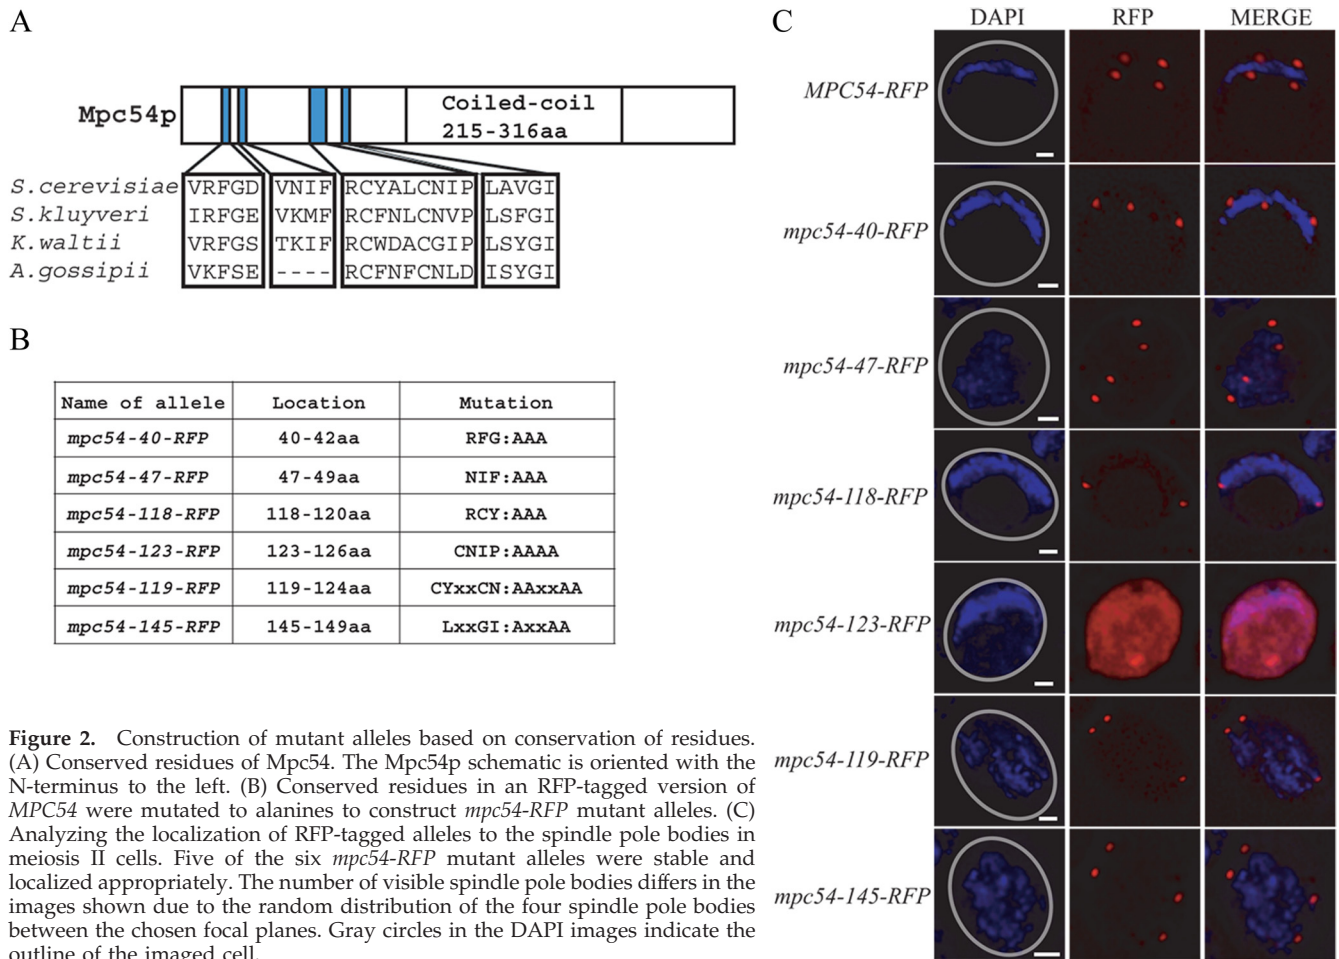 A
Mpc54p
Coiled-coil
215-316aa
S.cerevisiae VRFGD VNIF RCYALCNIP LAVGI
S.kluyveri IRFGE VKMF RCFNLCNVP LSFGI
K.waltii VRFGS TKIF RCWDACGIP LSYGI
A.gossipii VKFSE ---- RCFNFCNLD ISYGI
B
Name of allele Location Mutation
mpc54-40-RFP 40-42aa RFG:AAA
mpc54-47-RFP 47-49aa NIF:AAA
mpc54-118-RFP 118-120aa RCY:AAA
mpc54-123-RFP 123-126aa CNIP:AAAA
mpc54-119-RFP 119-124aa CYxxCN:AAxxAA
mpc54-145-RFP 145-149aa LxxGI:AxxAA
Figure 2. Construction of mutant alleles based on conservation of residues.
(A) Conserved residues of Mpc54. The Mpc54p schematic is oriented with the
N-terminus to the left. (B) Conserved residues in an RFP-tagged version of
MPC54 were mutated to alanines to construct mpc54-RFP mutant alleles. (C)
Analyzing the localization of RFP-tagged alleles to the spindle pole bodies in
meiosis II cells. Five of the six mpc54-RFP mutant alleles were stable and
localized appropriately. The number of visible spindle pole bodies differs in the
images shown due to the random distribution of the four spindle pole bodies
between the chosen focal planes. Gray circles in the DAPI images indicate the
outline of the imaged cell.
C
DAPI RFP MERGE
MPC54-RFP
mpc54-40-RFP
mpc54-47-RFP
mpc54-118-RFP
mpc54-123-RFP
mpc54-119-RFP
mpc54-145-RFP